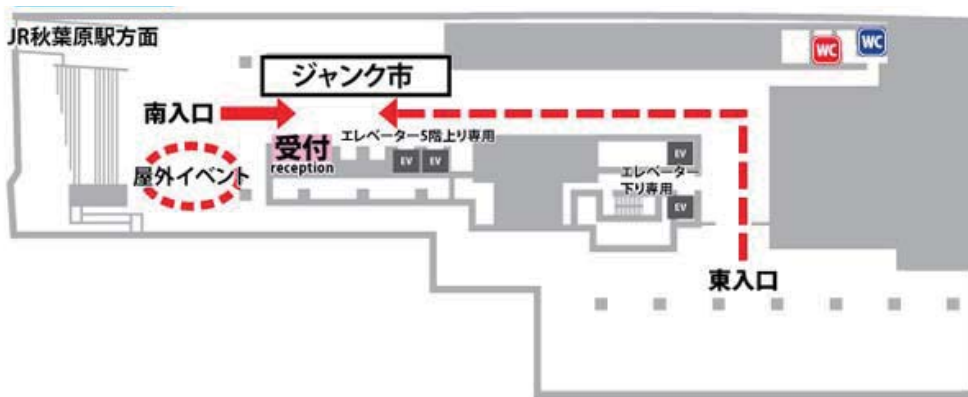 JR秋葉原駅方面
WC
WC
ジャンク市
南入口
受付
reception
エレベーター5階上り専用
EV
EV
EV
屋外イベント
エレベーター
下り専用
EV
東入口